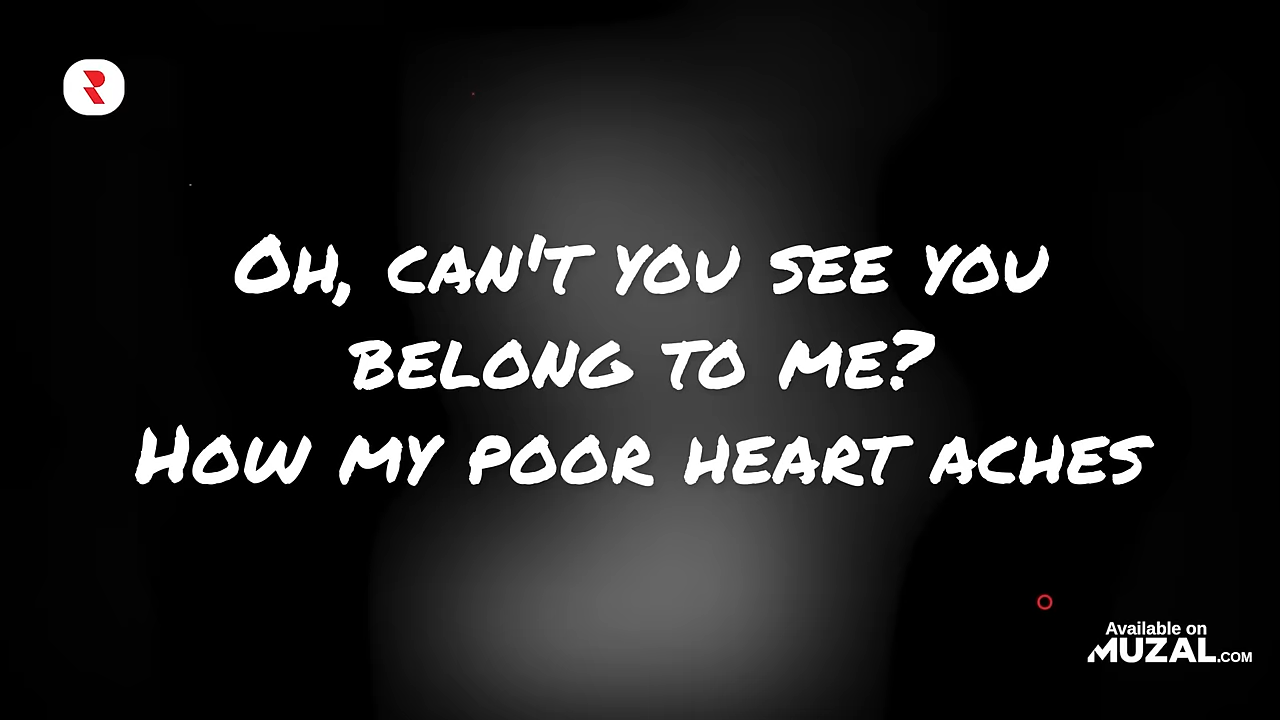 R
Oh, can't you see you
belong to me?
How my poor heart aches
Available on
MUZAL.COM